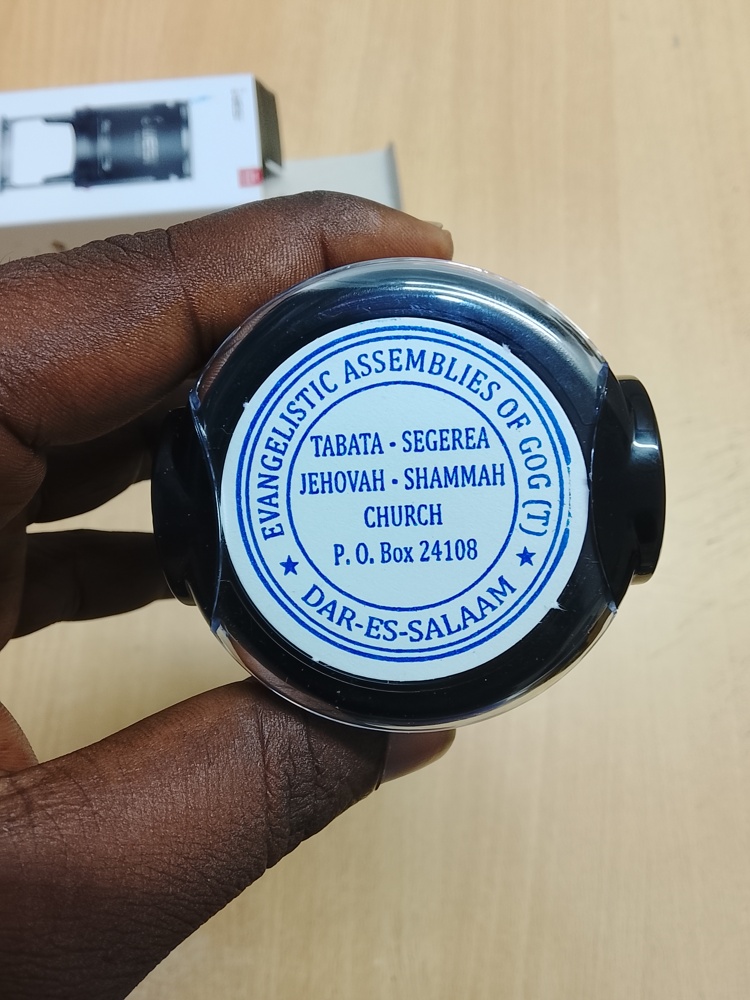 EVANGELISTIC ASSEMBLIES OF GOG (T)
TABATA • SEGEREA
JEHOVAH • SHAMMAH
CHURCH
P. O. Box 24108
★ DAR-ES-SALAAM ★